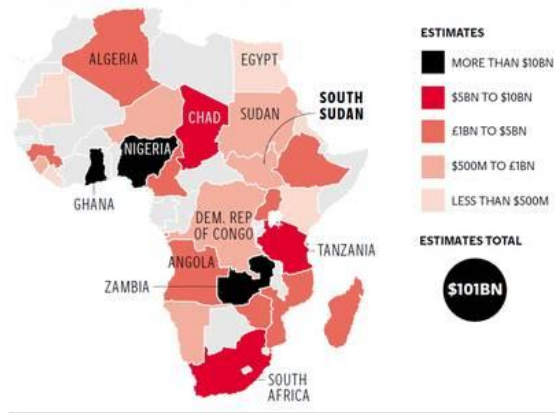 ALGERIA
EGYPT
CHAD
SUDAN
SOUTH
SUDAN
NIGERIA
GHANA
DEM. REP
OF CONGO
TANZANIA
ANGOLA
ZAMBIA
SOUTH
AFRICA
ESTIMATES
MORE THAN $10BN
$5BN TO $10BN
£1BN TO $5BN
$500M TO £1BN
LESS THAN $500M
ESTIMATES TOTAL
$101BN